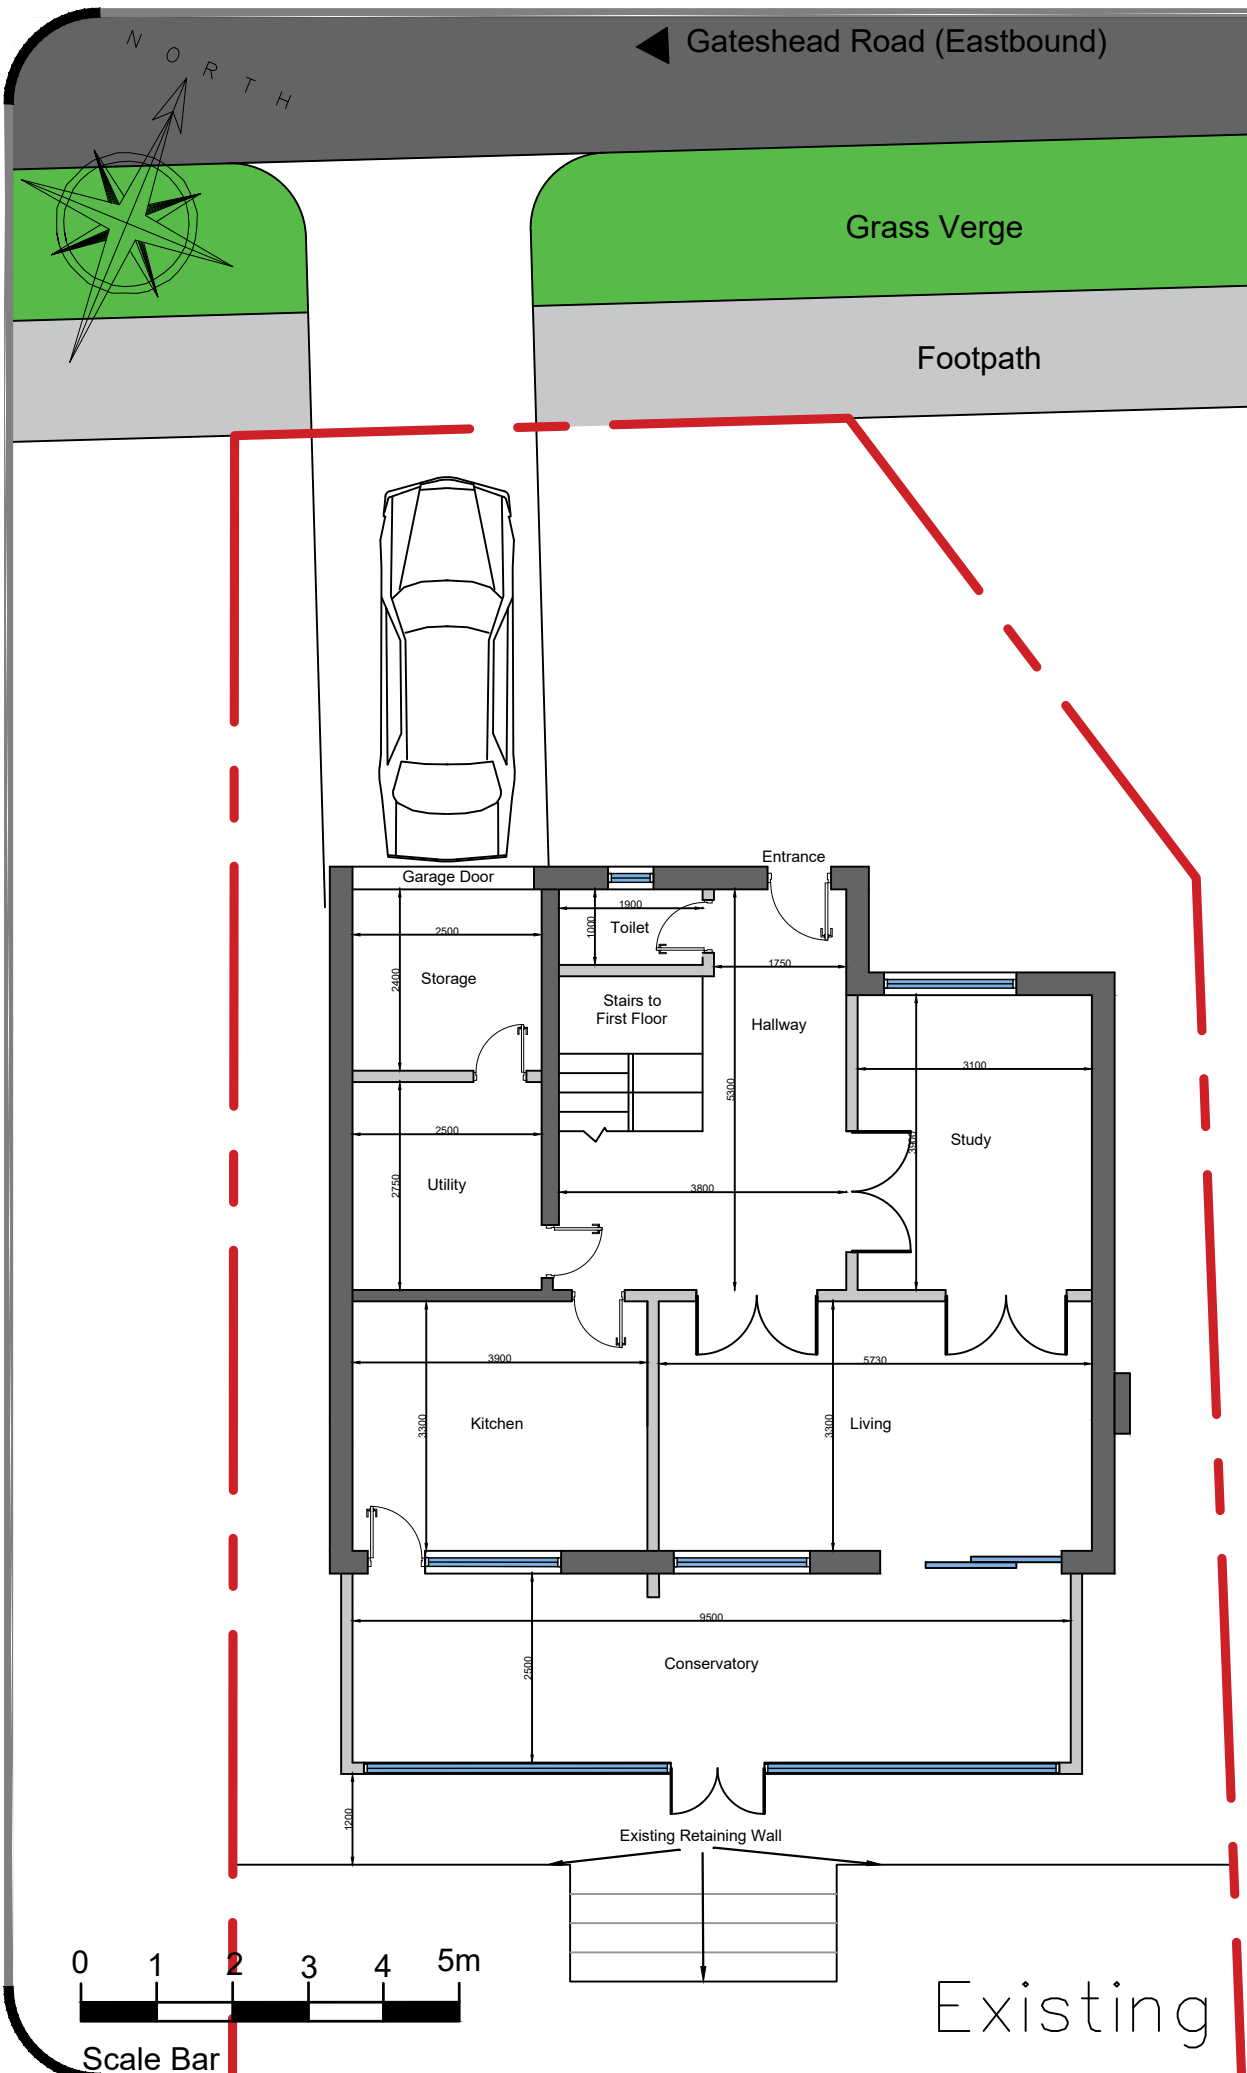 NORTH
Gateshead Road (Eastbound)
Grass Verge
Footpath
Entrance
Garage Door
1900
1000
Toilet
2500
2400
Storage
1750
Stairs to
First Floor
Hallway
5300
3100
3900
Study
2500
2750
Utility
3800
3900
3300
Kitchen
5730
3300
Living
9500
2500
Conservatory
1200
Existing Retaining Wall
0 1 2 3 4 5m
Scale Bar
Existing